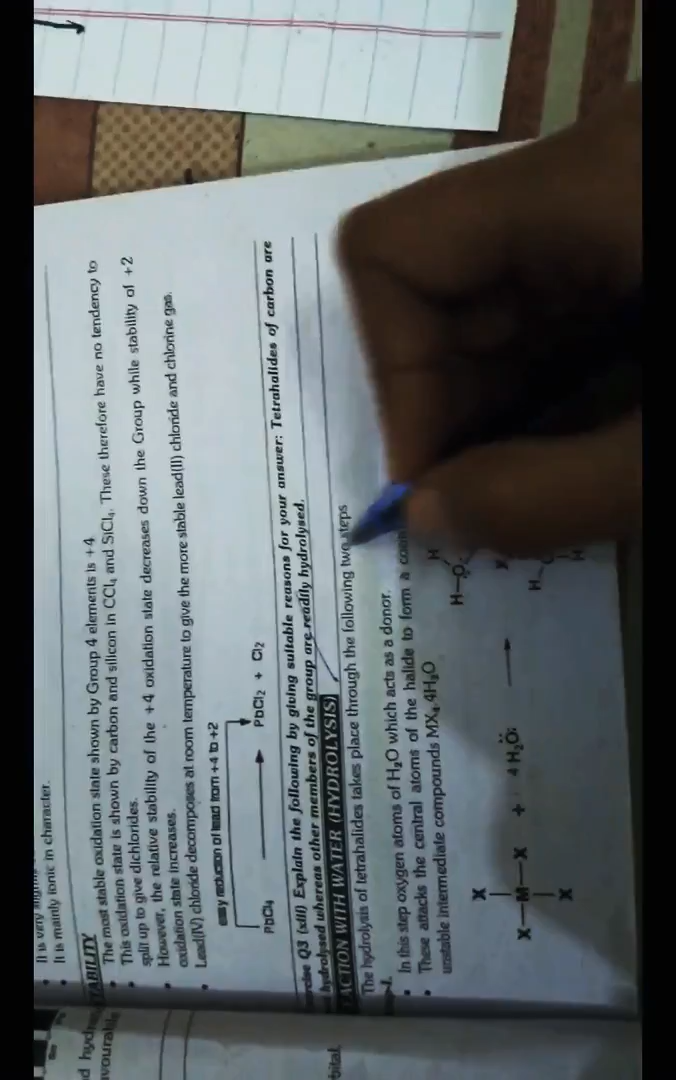 It is mainly ionic in character.
d hydro
avourable
TABILITY
• The most stable oxidation state shown by Group 4 elements is +4
• This oxidation state is shown by carbon and silicon in CCl₄ and SiCl₄. These therefore have no tendency to
split up to give dichlorides.
• However, the relative stability of the +4 oxidation state decreases down the Group while stability of +2
oxidation state increases.
• Lead(IV) chloride decomposes at room temperature to give the more stable lead(II) chloride and chlorine gas.
easy reduction of lead from +4 to +2
PbCl₄ → PbCl₂ + Cl₂
rcise Q3 (xiii) Explain the following by giving suitable reasons for your answer: Tetrahalides of carbon are
hydrolysed whereas other members of the group are readily hydrolysed.
EACTION WITH WATER (HYDROLYSIS)
The hydrolysis of tetrahalides takes place through the following two steps
• In this step oxygen atoms of H₂O which acts as a donor.
• These attacks the central atoms of the halide to form a
unstable intermediate compounds MX₄.4H₂O
X
X—M—X + 4 H₂Ö: →
X
H
H—O:
H
H
bital.